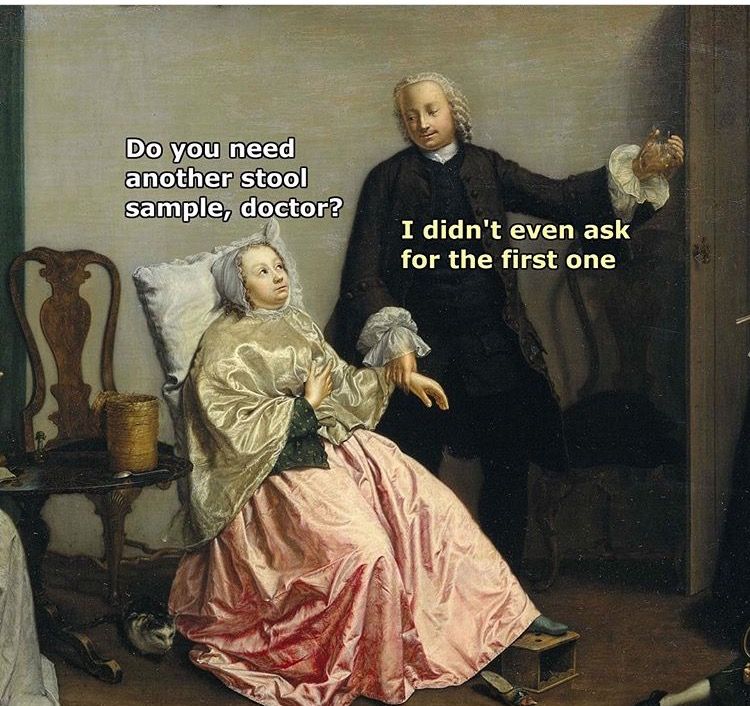 Do you need
another stool
sample, doctor?
I didn't even ask
for the first one